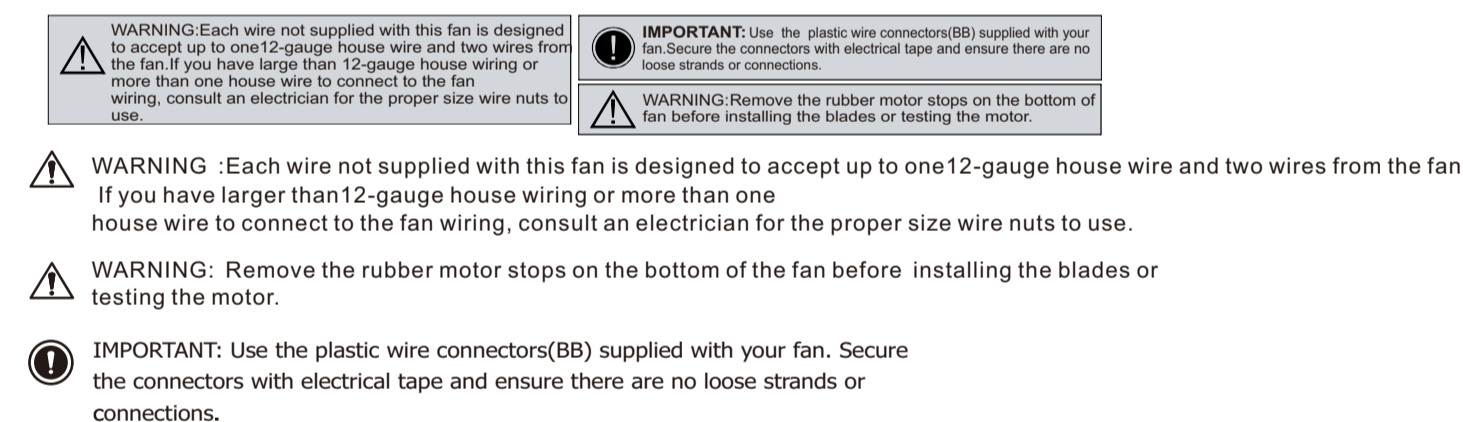 WARNING:Each wire not supplied with this fan is designed
to accept up to one12-gauge house wire and two wires from
the fan.If you have large than 12-gauge house wiring or
more than one house wire to connect to the fan
wiring, consult an electrician for the proper size wire nuts to
use.
IMPORTANT: Use the plastic wire connectors(BB) supplied with your
fan.Secure the connectors with electrical tape and ensure there are no
loose strands or connections.
WARNING:Remove the rubber motor stops on the bottom of
fan before installing the blades or testing the motor.
WARNING :Each wire not supplied with this fan is designed to accept up to one12-gauge house wire and two wires from the fan
If you have larger than12-gauge house wiring or more than one
house wire to connect to the fan wiring, consult an electrician for the proper size wire nuts to use.
WARNING: Remove the rubber motor stops on the bottom of the fan before installing the blades or
testing the motor.
IMPORTANT: Use the plastic wire connectors(BB) supplied with your fan. Secure
the connectors with electrical tape and ensure there are no loose strands or
connections.